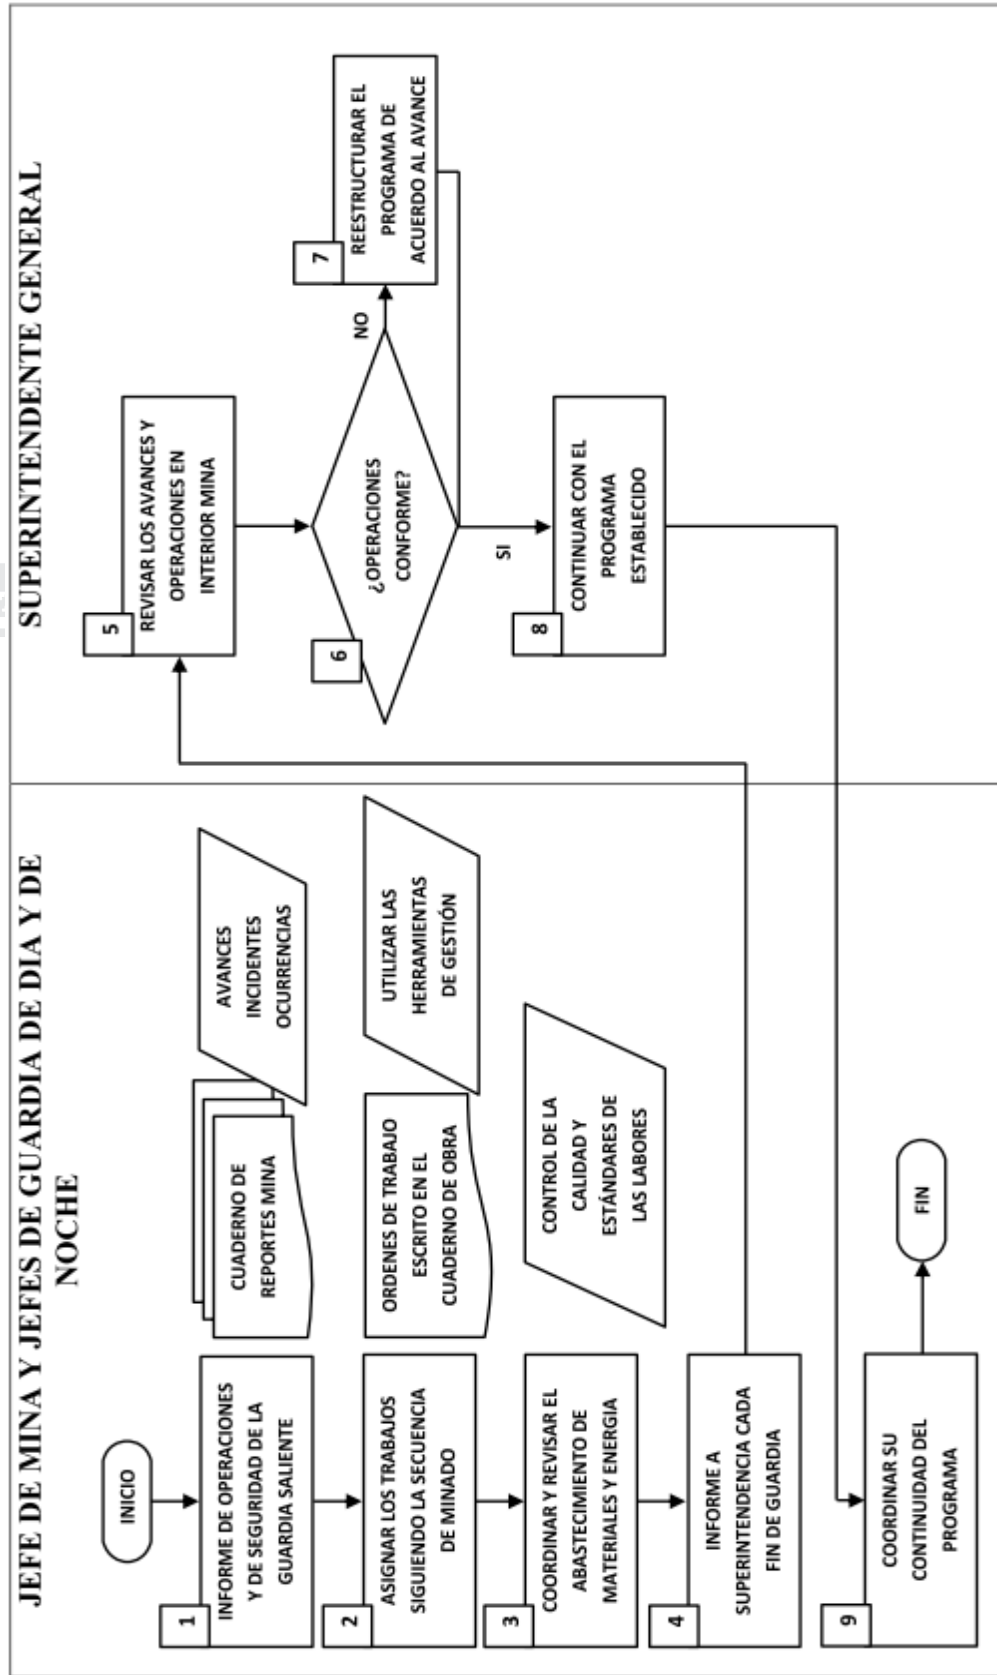 JEFE DE MINA Y JEFES DE GUARDIA DE DIA Y DE
NOCHE
INICIO
1
INFORME DE OPERACIONES
Y DE SEGURIDAD DE LA
GUARDIA SALIENTE
CUADERNO DE
REPORTES MINA
AVANCES
INCIDENTES
OCURRENCIAS
2
ASIGNAR LOS TRABAJOS
SIGUIENDO LA SECUENCIA
DE MINADO
ORDENES DE TRABAJO
ESCRITO EN EL
CUADERNO DE OBRA
UTILIZAR LAS
HERRAMIENTAS
DE GESTIÓN
3
COORDINAR Y REVISAR EL
ABASTECIMIENTO DE
MATERIALES Y ENERGIA
CONTROL DE LA
CALIDAD Y
ESTÁNDARES DE
LAS LABORES
4
INFORME A
SUPERINTENDENCIA CADA
FIN DE GUARDIA
9
COORDINAR SU
CONTINUIDAD DEL
PROGRAMA
FIN
SUPERINTENDENTE GENERAL
5
REVISAR LOS AVANCES Y
OPERACIONES EN
INTERIOR MINA
6
¿OPERACIONES
CONFORME?
NO
7
REESTRUCTURAR EL
PROGRAMA DE
ACUERDO AL AVANCE
SI
8
CONTINUAR CON EL
PROGRAMA
ESTABLECIDO